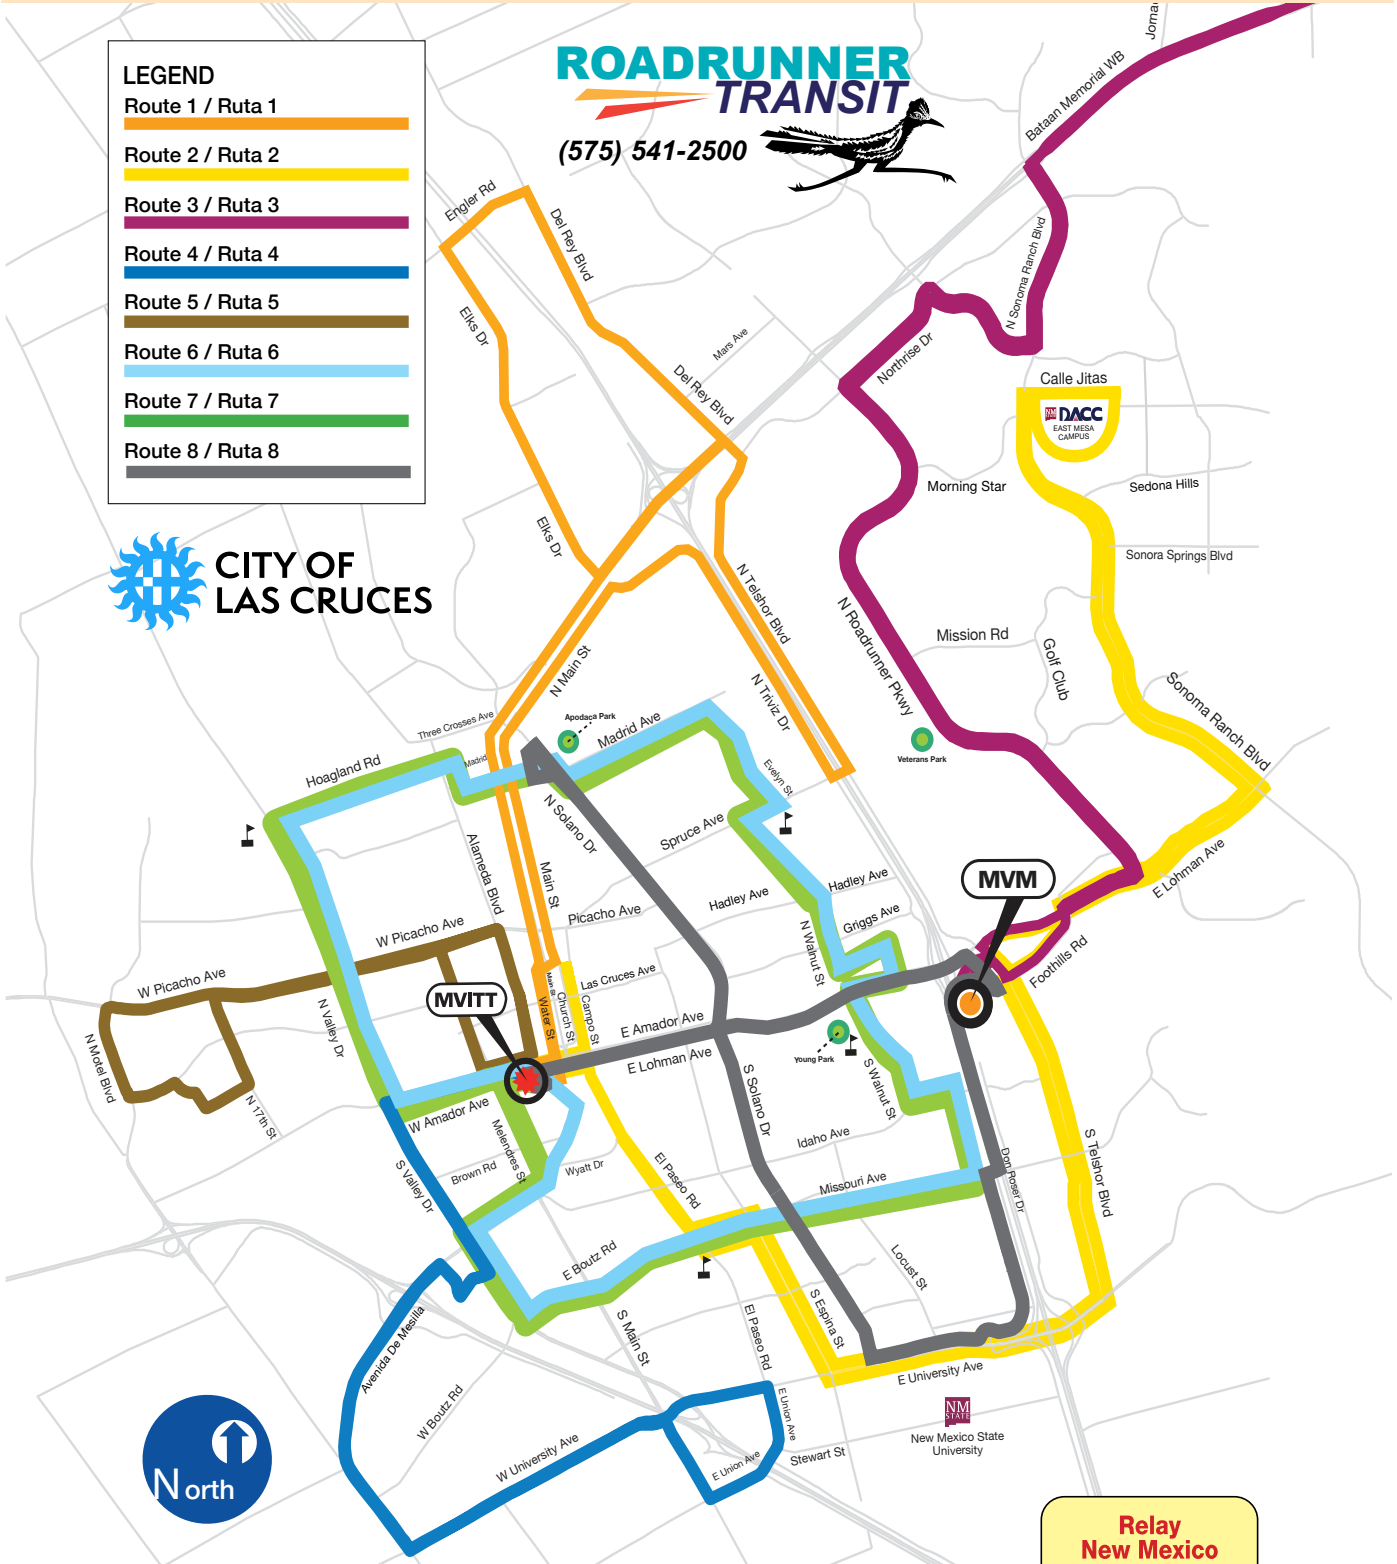 LEGEND
Route 1 / Ruta 1
Route 2 / Ruta 2
Route 3 / Ruta 3
Route 4 / Ruta 4
Route 5 / Ruta 5
Route 6 / Ruta 6
Route 7 / Ruta 7
Route 8 / Ruta 8
ROADRUNNER
TRANSIT
(575) 541-2500
CITY OF
LAS CRUCES
Jorna
Bataan Memorial WB
Engler Rd
Del Rey Blvd
Elks Dr
N Sonoma Ranch Blvd
Mars Ave
Northrise Dr
Del Rey Blvd
Calle Jitas
NM DACC
EAST MESA
CAMPUS
Morning Star
Sedona Hills
Elks Dr
Sonora Springs Blvd
N Telshor Blvd
N Roadrunner Pkwy
Mission Rd
Golf Club
N Main St
N Triviz Dr
Sonoma Ranch Blvd
Three Crosses Ave
Apodaca Park
Madrid Ave
Veterans Park
Hoagland Rd
Madrid
Evelyn St
N Solano Dr
Spruce Ave
Alameda Blvd
Main St
E Lohman Ave
MVM
Hadley Ave
Hadley Ave
Picacho Ave
Griggs Ave
W Picacho Ave
N Walnut St
Foothills Rd
W Picacho Ave
Las Cruces Ave
MVITT
Main St
Water St
Church St
Campo St
N Valley Dr
E Amador Ave
N Motel Blvd
E Lohman Ave
Young Park
N 17th St
W Amador Ave
S Solano Dr
S Walnut St
Melendres St
Idaho Ave
S Valley Dr
Brown Rd
Wyatt Dr
El Paseo Rd
Missouri Ave
Don Roser Dr
S Telshor Blvd
E Boutz Rd
Locust St
Avenida De Mesilla
S Main St
El Paseo Rd
S Espina St
E University Ave
W Boutz Rd
E Union Ave
NM
STATE
New Mexico State
University
W University Ave
E Union Ave
Stewart St
North
Relay
New Mexico